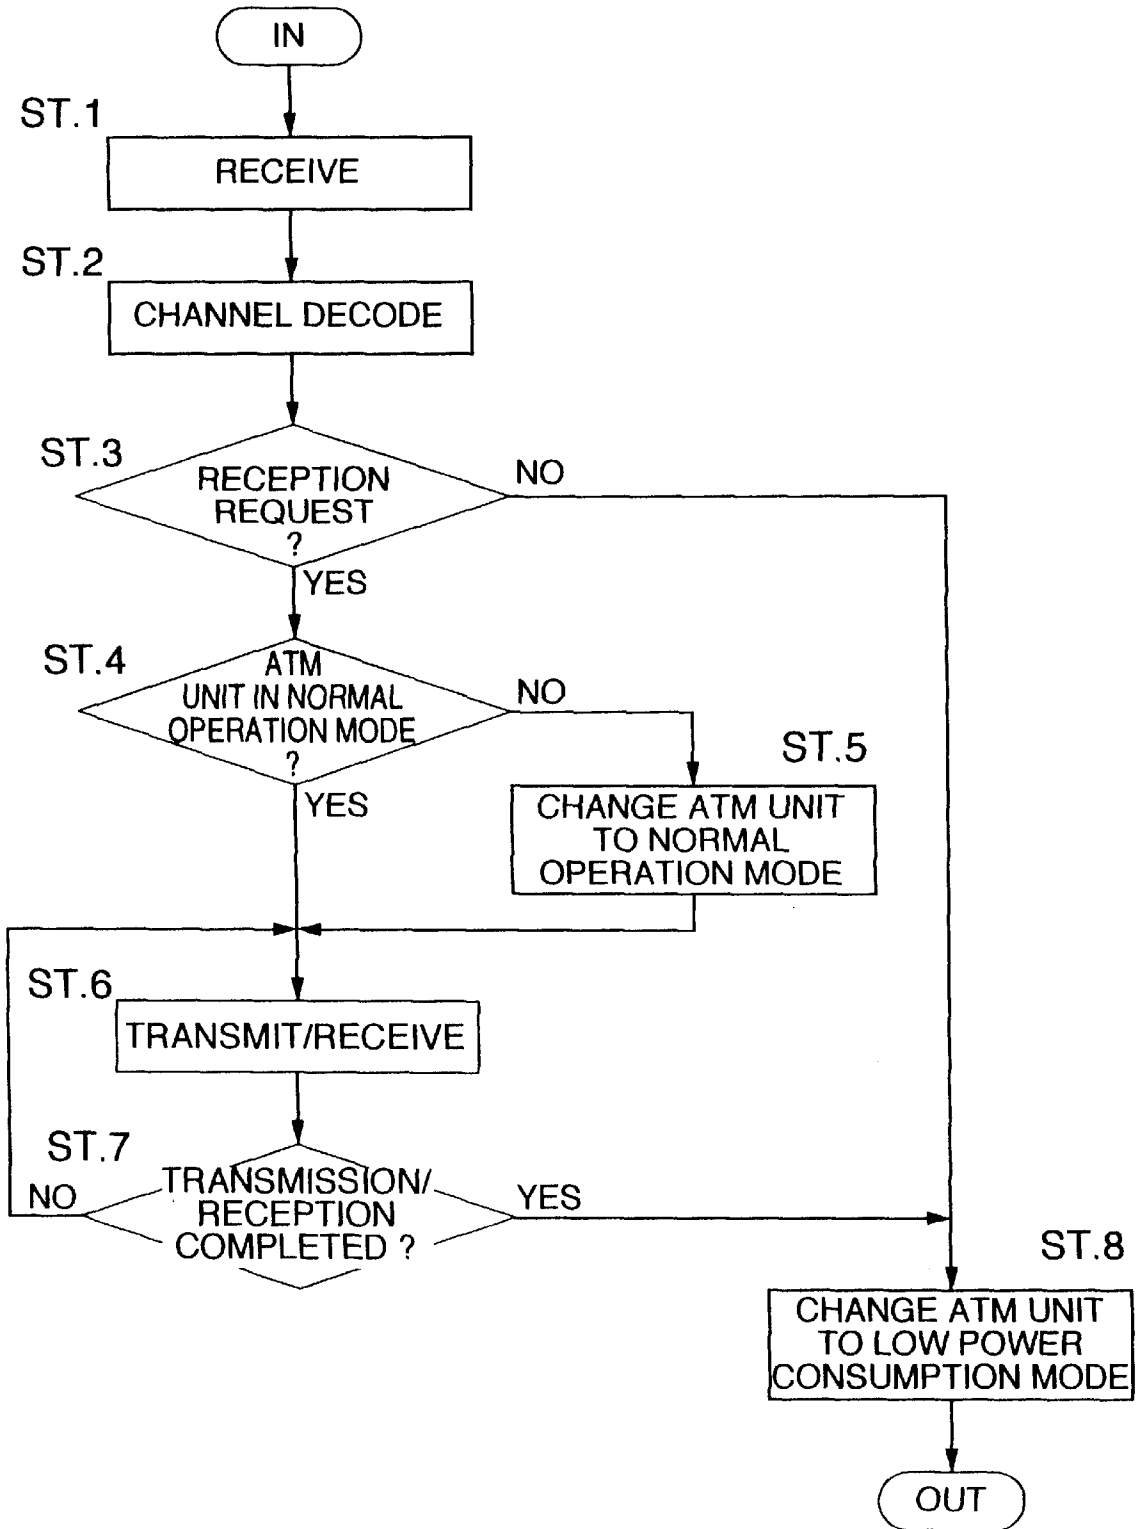 IN
ST.1
RECEIVE
ST.2
CHANNEL DECODE
ST.3
RECEPTION
REQUEST
?
NO
YES
ST.4
ATM
UNIT IN NORMAL
OPERATION MODE
?
NO
YES
ST.5
CHANGE ATM UNIT
TO NORMAL
OPERATION MODE
ST.6
TRANSMIT/RECEIVE
ST.7
TRANSMISSION/
RECEPTION
COMPLETED ?
NO
YES
ST.8
CHANGE ATM UNIT
TO LOW POWER
CONSUMPTION MODE
OUT